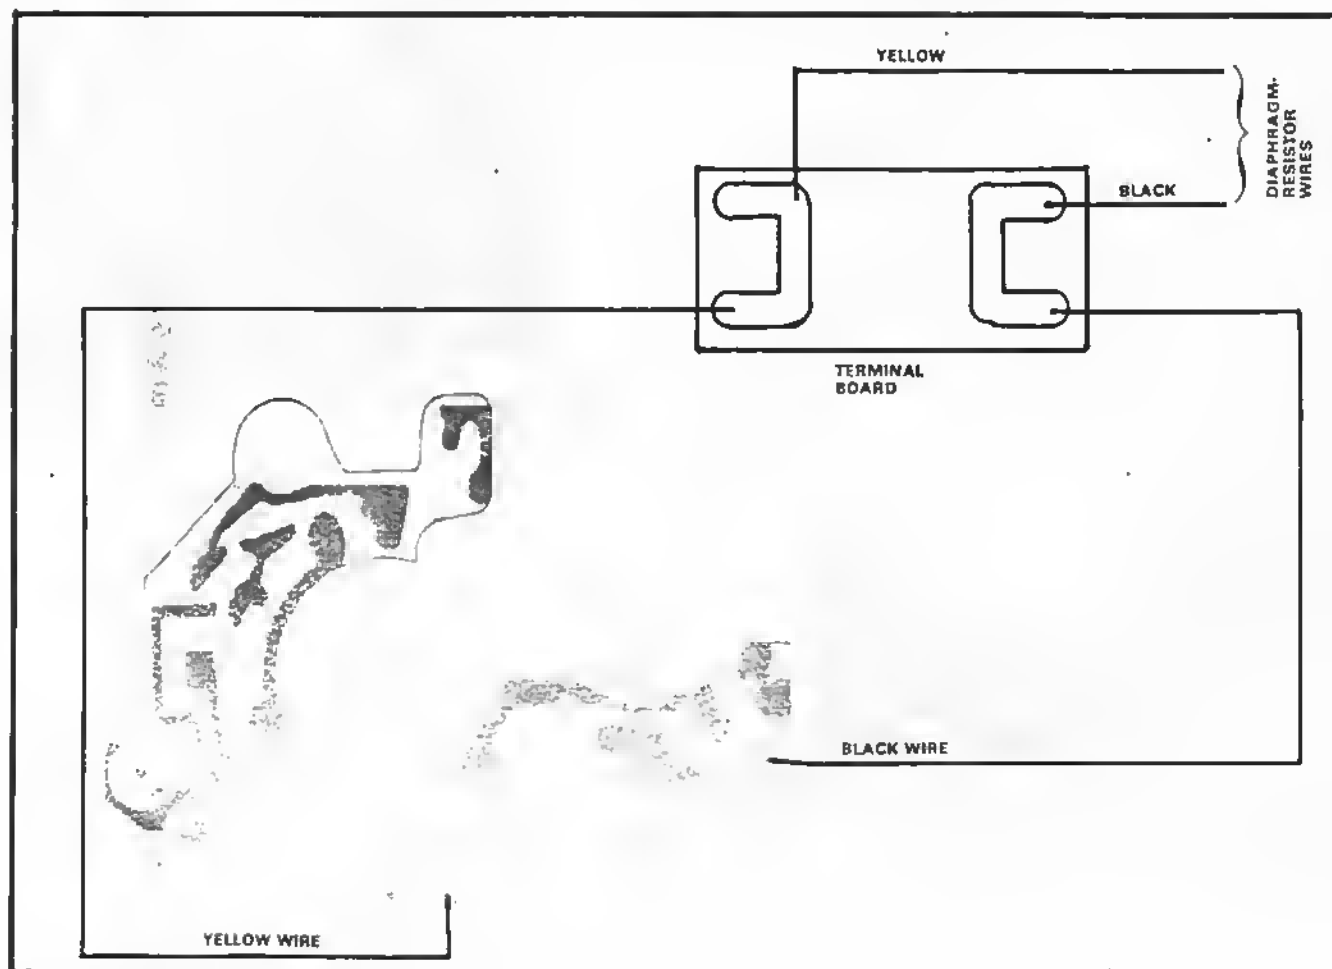 YELLOW
DIAPHRAGM-
RESISTOR
WIRES
BLACK
TERMINAL
BOARD
BLACK WIRE
YELLOW WIRE